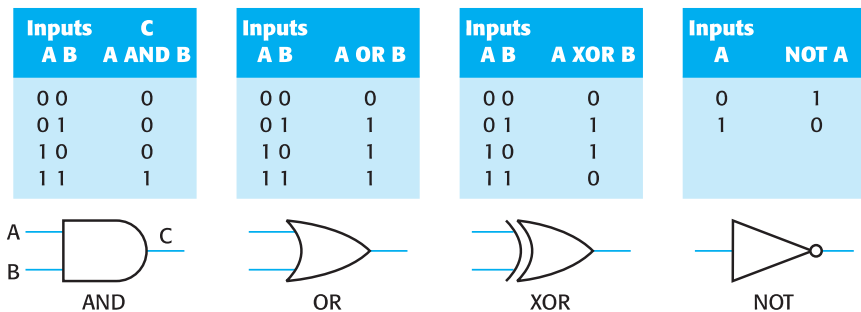 Inputs C
A B A AND B
0 0 0
0 1 0
1 0 0
1 1 1
Inputs
A B A OR B
0 0 0
0 1 1
1 0 1
1 1 1
Inputs
A B A XOR B
0 0 0
0 1 1
1 0 1
1 1 0
Inputs
A NOT A
0 1
1 0
A
C
B
AND
OR
XOR
NOT